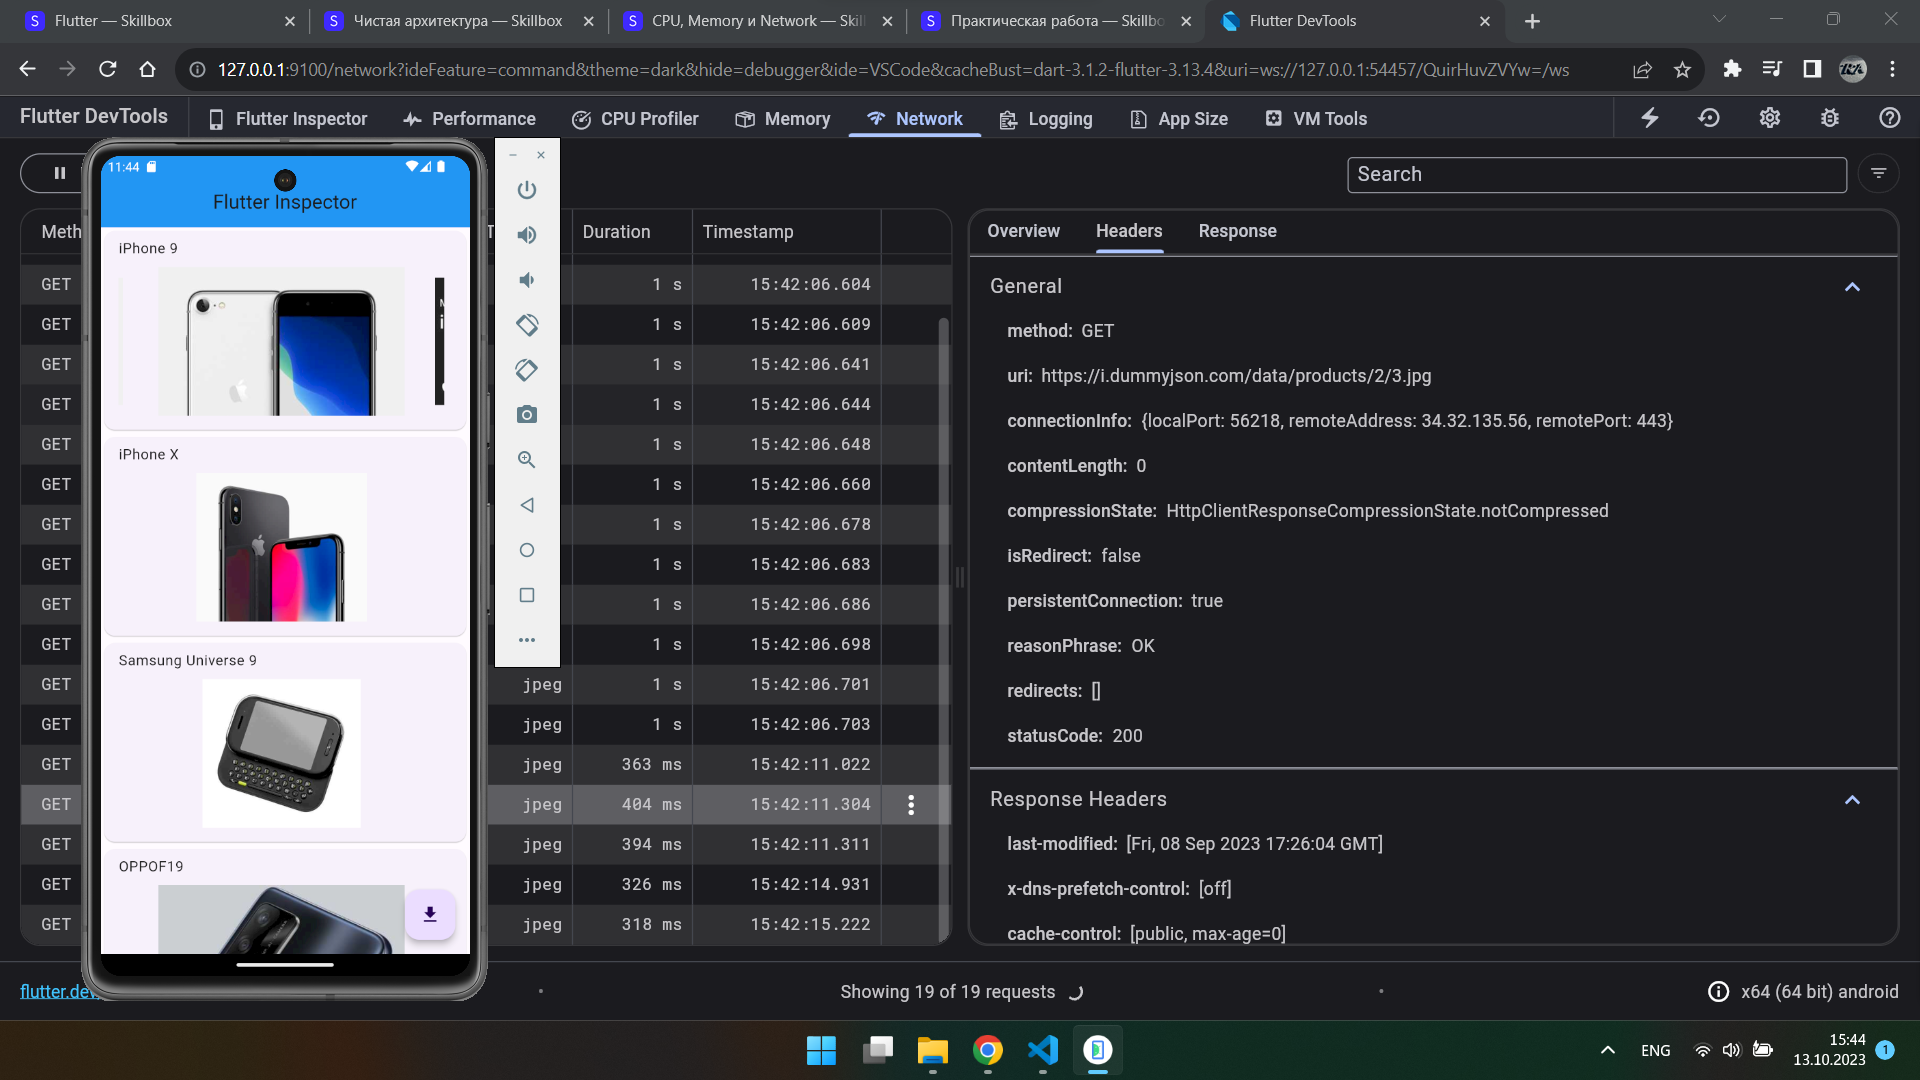 Flutter — Skillbox
Чистая архитектура — Skillbox
CPU, Memory и Network — Skil
Практическая работа — Skillbo
Flutter DevTools
127.0.0.1:9100/network?ideFeature=command&theme=dark&hide=debugger&ide=VSCode&cacheBust=dart-3.1.2-flutter-3.13.4&uri=ws://127.0.0.1:54457/QuirHuvZVYw=/ws
Flutter DevTools
Flutter Inspector
Performance
CPU Profiler
Memory
Network
Logging
App Size
VM Tools
Search
11:44
Flutter Inspector
iPhone 9
iPhone X
Samsung Universe 9
OPPOF19
Meth
T
Duration
Timestamp
GET 1 s 15:42:06.604
GET 1 s 15:42:06.609
GET 1 s 15:42:06.641
GET 1 s 15:42:06.644
GET 1 s 15:42:06.648
GET 1 s 15:42:06.660
GET 1 s 15:42:06.678
GET 1 s 15:42:06.683
GET 1 s 15:42:06.686
GET 1 s 15:42:06.698
GET jpeg 1 s 15:42:06.701
GET jpeg 1 s 15:42:06.703
GET jpeg 363 ms 15:42:11.022
GET jpeg 404 ms 15:42:11.304
GET jpeg 394 ms 15:42:11.311
GET jpeg 326 ms 15:42:14.931
GET jpeg 318 ms 15:42:15.222
Overview
Headers
Response
General
method: GET
uri: https://i.dummyjson.com/data/products/2/3.jpg
connectionInfo: {localPort: 56218, remoteAddress: 34.32.135.56, remotePort: 443}
contentLength: 0
compressionState: HttpClientResponseCompressionState.notCompressed
isRedirect: false
persistentConnection: true
reasonPhrase: OK
redirects: []
statusCode: 200
Response Headers
last-modified: [Fri, 08 Sep 2023 17:26:04 GMT]
x-dns-prefetch-control: [off]
cache-control: [public, max-age=0]
flutter.dev
Showing 19 of 19 requests
x64 (64 bit) android
ENG
15:44
13.10.2023
1